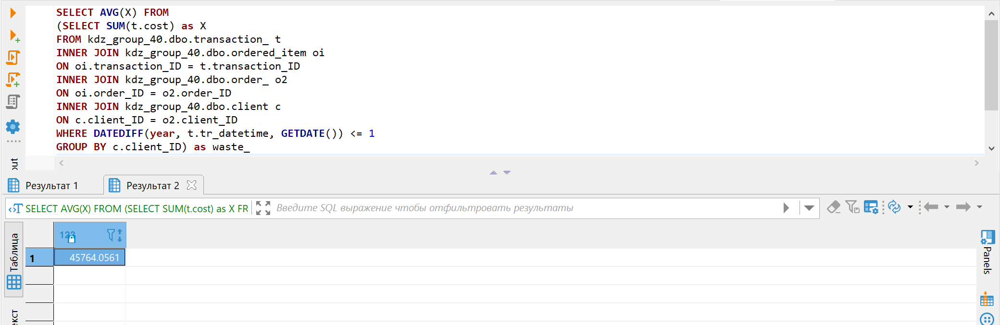 SELECT AVG(X) FROM
(SELECT SUM(t.cost) as X
FROM kdz_group_40.dbo.transaction_ t
INNER JOIN kdz_group_40.dbo.ordered_item oi
ON oi.transaction_ID = t.transaction_ID
INNER JOIN kdz_group_40.dbo.order_ o2
ON oi.order_ID = o2.order_ID
INNER JOIN kdz_group_40.dbo.client c
ON c.client_ID = o2.client_ID
WHERE DATEDIFF(year, t.tr_datetime, GETDATE()) <= 1
GROUP BY c.client_ID) as waste_
Результат 1
Результат 2
SELECT AVG(X) FROM (SELECT SUM(t.cost) as X FR
Введите SQL выражение чтобы отфильтровать результаты
123
Таблица
1
45764.0561
Panels